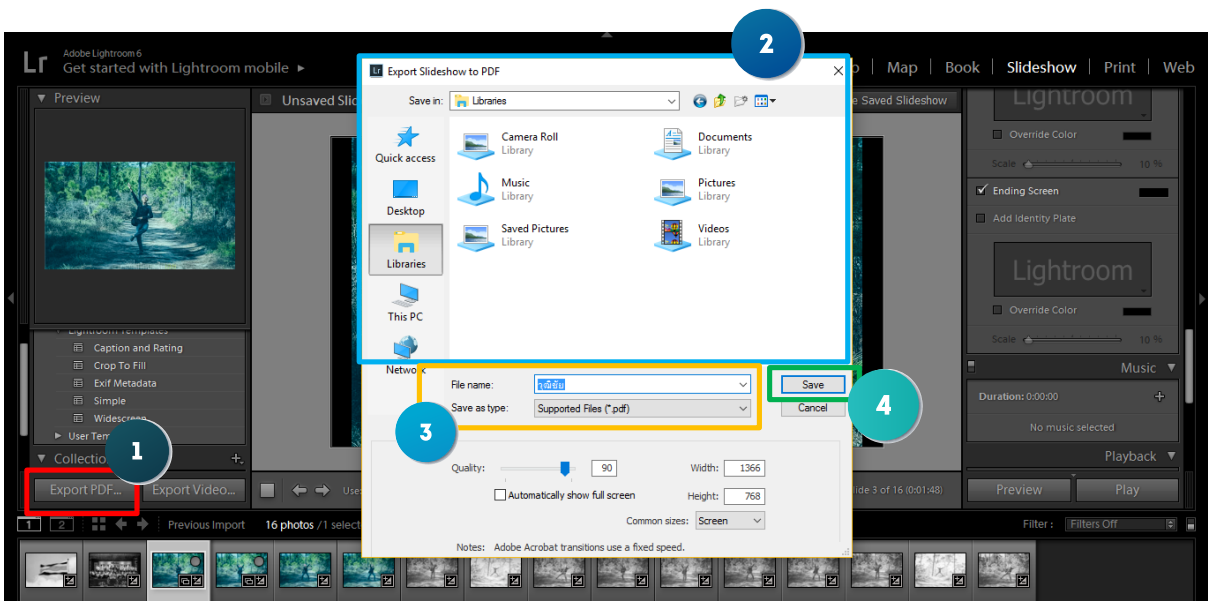 2
Adobe Lightroom 6
Lr Get started with Lightroom mobile
Map | Book | Slideshow | Print | Web
Lr Export Slideshow to PDF
Preview
Unsaved
Saved Slideshow
Save in: Libraries
Lightroom
Override Color
Scale 10 %
Quick access
Camera Roll
Library
Documents
Library
Desktop
Music
Library
Pictures
Library
Ending Screen
Add Identity Plate
Libraries
Saved Pictures
Library
Videos
Library
Lightroom
Override Color
Scale 10 %
This PC
Network
Lightroom Templates
Caption and Rating
Crop To Fill
Exif Metadata
Simple
Widescreen
User
File name:
Save
Save as type: Supported Files (*.pdf)
Cancel
3
4
1
Music
Duration: 0:00:00
No music selected
Playback
Quality: 90
Width: 1366
Automatically show full screen
Height: 768
Common sizes: Screen
Notes: Adobe Acrobat transitions use a fixed speed.
Export PDF...
Export Video...
3 of 16 (0:01:48)
Preview
Play
1 2 Previous Import 16 photos /1
Filter : Filters Off